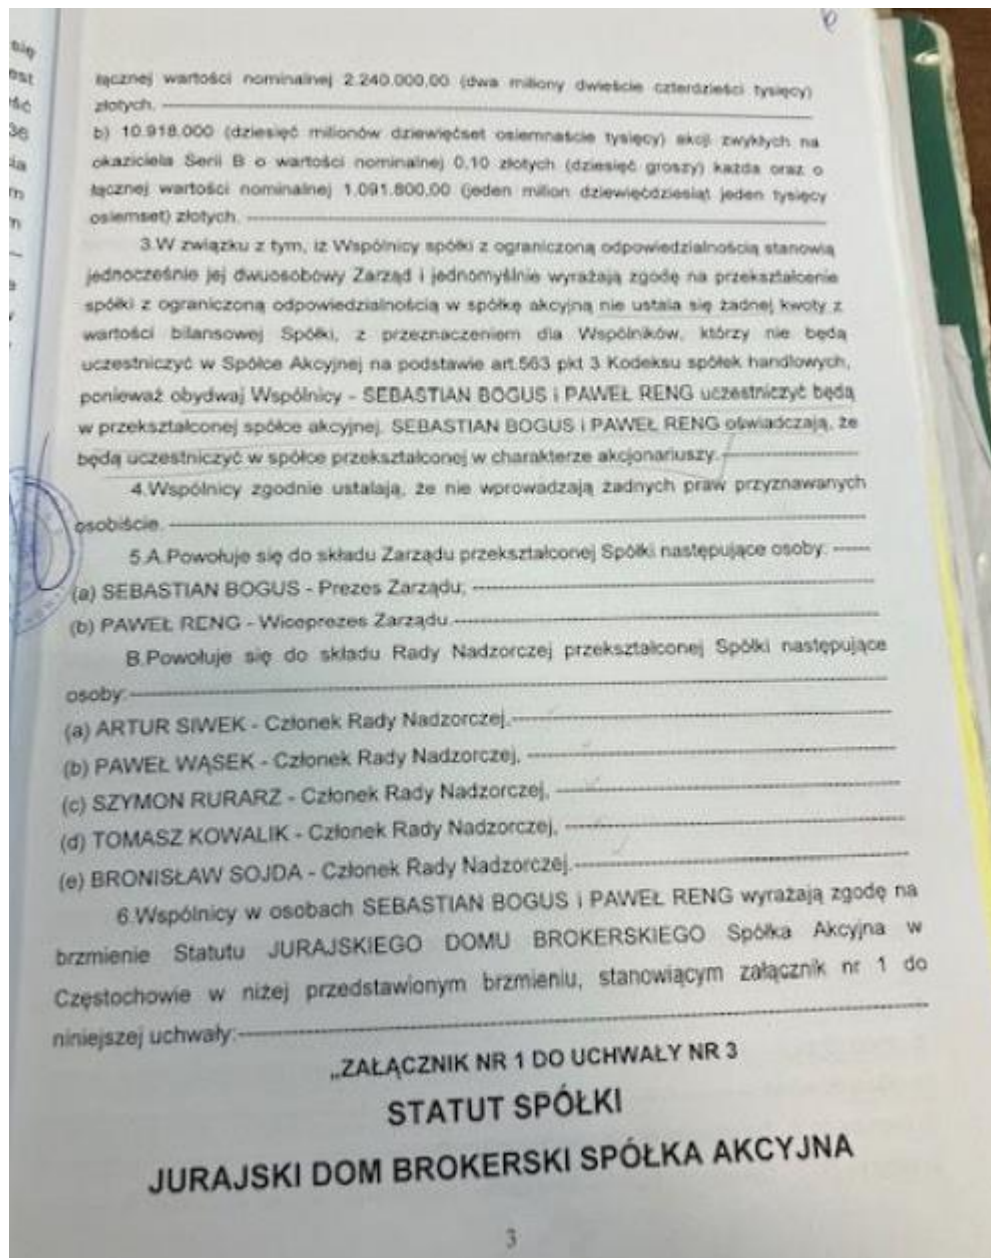 się
est
łącznej wartości nominalnej 2.240.000,00 (dwa miliony dwieście czterdzieści tysięcy)
złotych.
b) 10.918.000 (dziesięć milionów dziewięćset osiemnaście tysięcy) akcji zwykłych na
okaziciela Serii B o wartości nominalnej 0,10 złotych (dziesięć groszy) każda oraz o
łącznej wartości nominalnej 1.091.800,00 (jeden milion dziewięćdziesiąt jeden tysięcy
osiemset) złotych.
3.W związku z tym, iż Wspólnicy spółki z ograniczoną odpowiedzialnością stanowią
jednocześnie jej dwuosobowy Zarząd i jednomyślnie wyrażają zgodę na przekształcenie
spółki z ograniczoną odpowiedzialnością w spółkę akcyjną nie ustala się żadnej kwoty z
wartości bilansowej Spółki, z przeznaczeniem dla Wspólników, którzy nie będą
uczestniczyć w Spółce Akcyjnej na podstawie art.563 pkt 3 Kodeksu spółek handlowych,
ponieważ obydwaj Wspólnicy - SEBASTIAN BOGUS i PAWEŁ RENG uczestniczyć będą
w przekształconej spółce akcyjnej. SEBASTIAN BOGUS i PAWEŁ RENG oświadczają, że
będą uczestniczyć w spółce przekształconej w charakterze akcjonariuszy.
4.Wspólnicy zgodnie ustalają, że nie wprowadzają żadnych praw przyznawanych
osobiście.
5.A.Powołuje się do składu Zarządu przekształconej Spółki następujące osoby:
(a) SEBASTIAN BOGUS - Prezes Zarządu,
(b) PAWEŁ RENG - Wiceprezes Zarządu.
B.Powołuje się do składu Rady Nadzorczej przekształconej Spółki następujące
osoby:
(a) ARTUR SIWEK - Członek Rady Nadzorczej,
(b) PAWEŁ WĄSEK - Członek Rady Nadzorczej,
(c) SZYMON RURARZ - Członek Rady Nadzorczej,
(d) TOMASZ KOWALIK - Członek Rady Nadzorczej,
(e) BRONISŁAW SOJDA - Członek Rady Nadzorczej.
6.Wspólnicy w osobach SEBASTIAN BOGUS i PAWEŁ RENG wyrażają zgodę na
brzmienie Statutu JURAJSKIEGO DOMU BROKERSKIEGO Spółka Akcyjna w
Częstochowie w niżej przedstawionym brzmieniu, stanowiącym załącznik nr 1 do
niniejszej uchwały:
„ZAŁĄCZNIK NR 1 DO UCHWAŁY NR 3
STATUT SPÓŁKI
JURAJSKI DOM BROKERSKI SPÓŁKA AKCYJNA
3